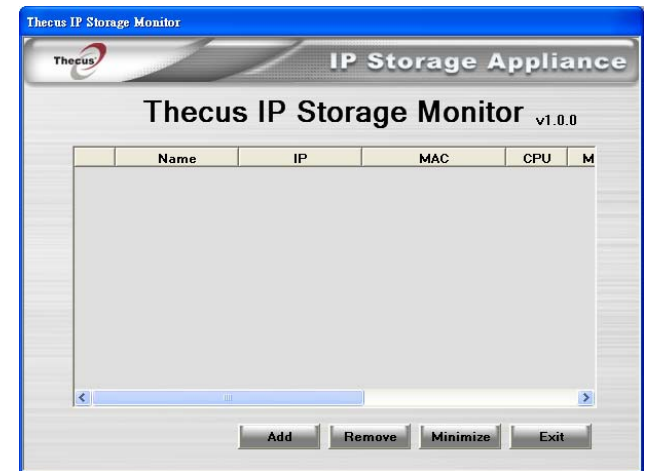 Thecus IP Storage Monitor
Thecus
IP Storage Appliance
Thecus IP Storage Monitor v1.0.0
Name IP MAC CPU M
Add Remove Minimize Exit